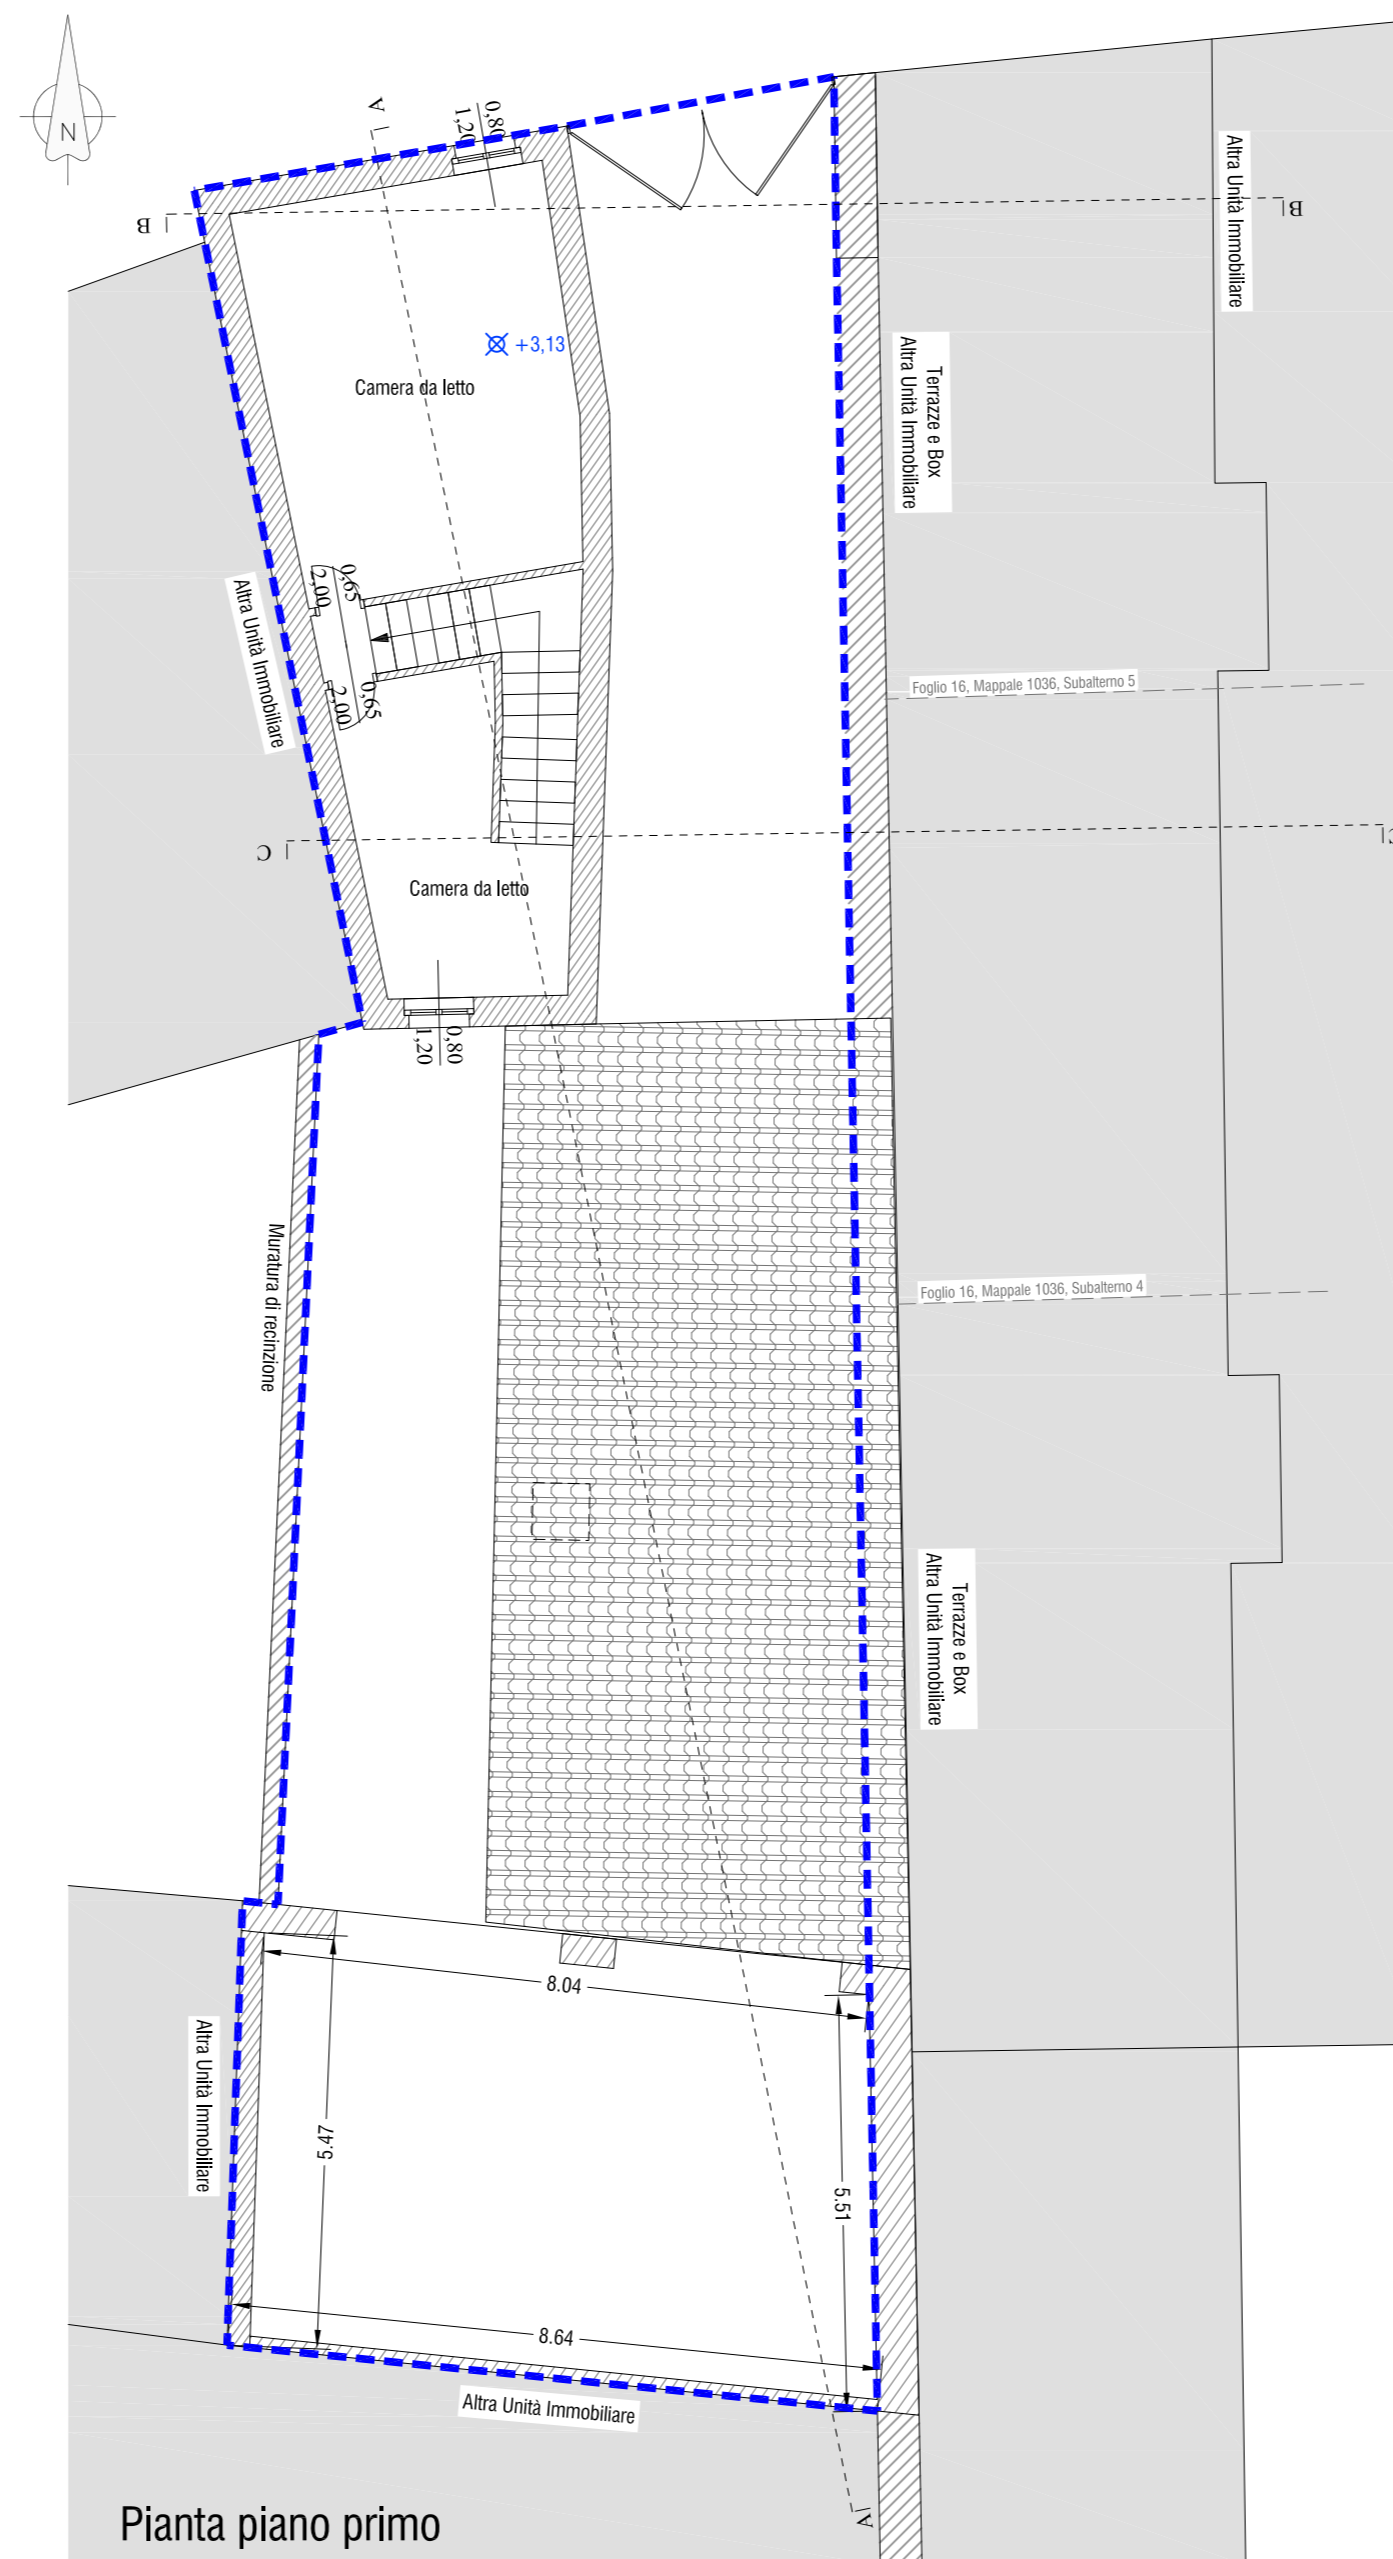 N
A
0,80
1,20
B
B
Altra Unità Immobiliare
+3,13
Camera da letto
Terrazze e Box
Altra Unità Immobiliare
0,65
2,00
Altra Unità Immobiliare
0,65
2,00
Foglio 16, Mappale 1036, Subalterno 5
C
C
Camera da letto
0,80
1,20
Muratura di recinzione
Foglio 16, Mappale 1036, Subalterno 4
Terrazze e Box
Altra Unità Immobiliare
8.04
Altra Unità Immobiliare
5.47
5.51
8.64
Altra Unità Immobiliare
A
Pianta piano primo